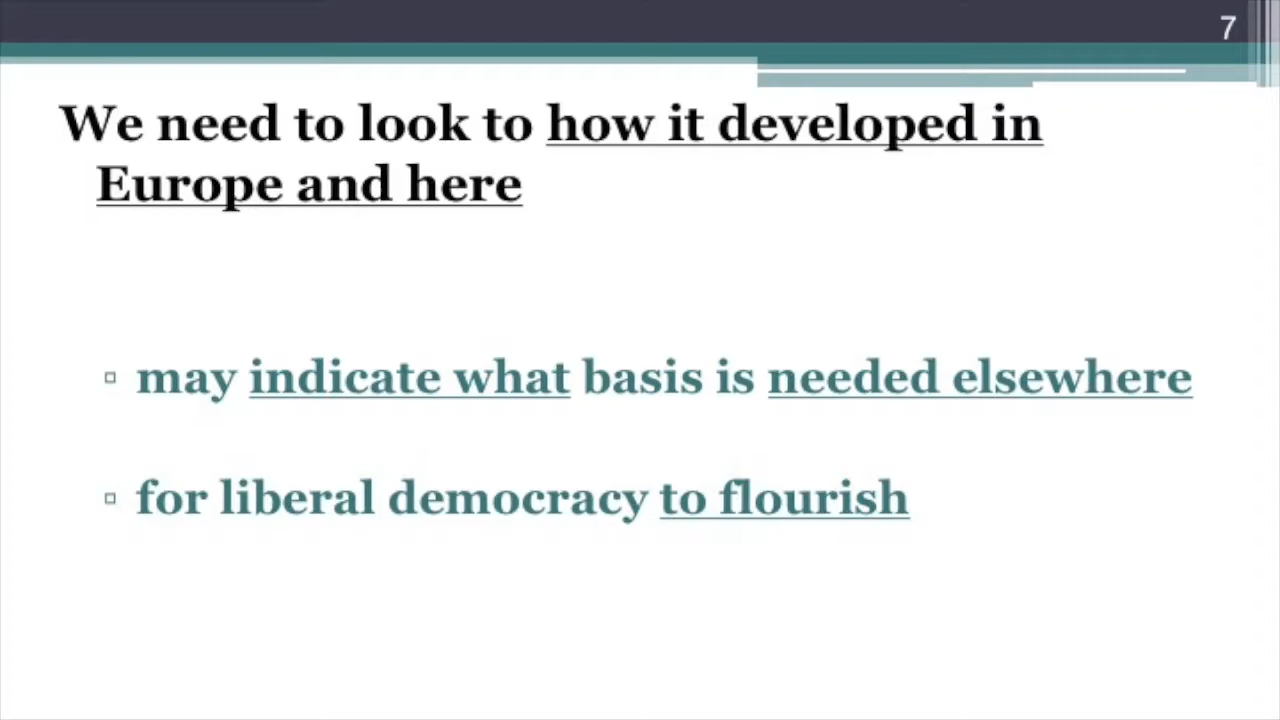 7
We need to look to how it developed in
Europe and here
▫ may indicate what basis is needed elsewhere
▫ for liberal democracy to flourish